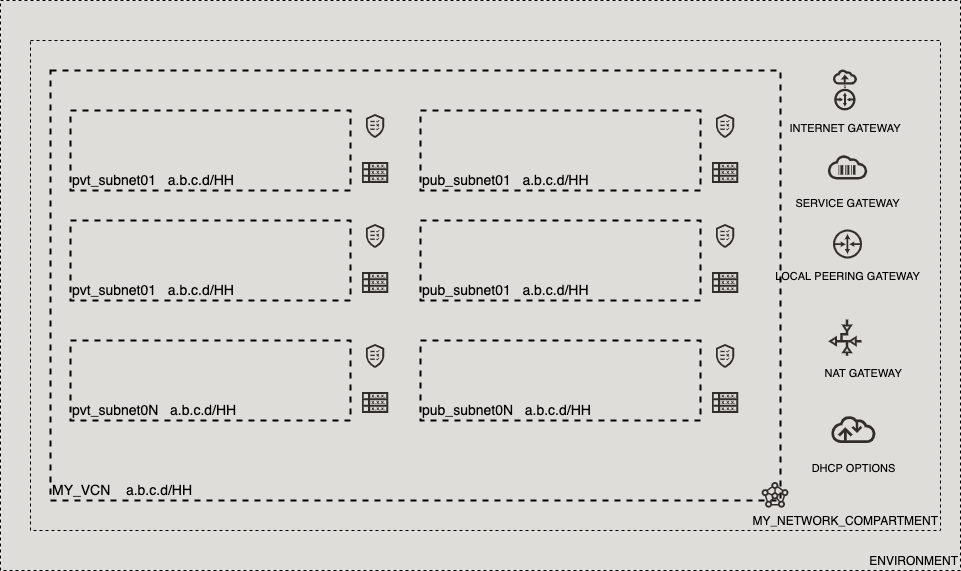 INTERNET GATEWAY
pvt_subnet01 a.b.c.d/HH
pub_subnet01 a.b.c.d/HH
SERVICE GATEWAY
LOCAL PEERING GATEWAY
pvt_subnet01 a.b.c.d/HH
pub_subnet01 a.b.c.d/HH
NAT GATEWAY
pvt_subnet0N a.b.c.d/HH
pub_subnet0N a.b.c.d/HH
DHCP OPTIONS
MY_VCN a.b.c.d/HH
MY_NETWORK_COMPARTMENT
ENVIRONMENT